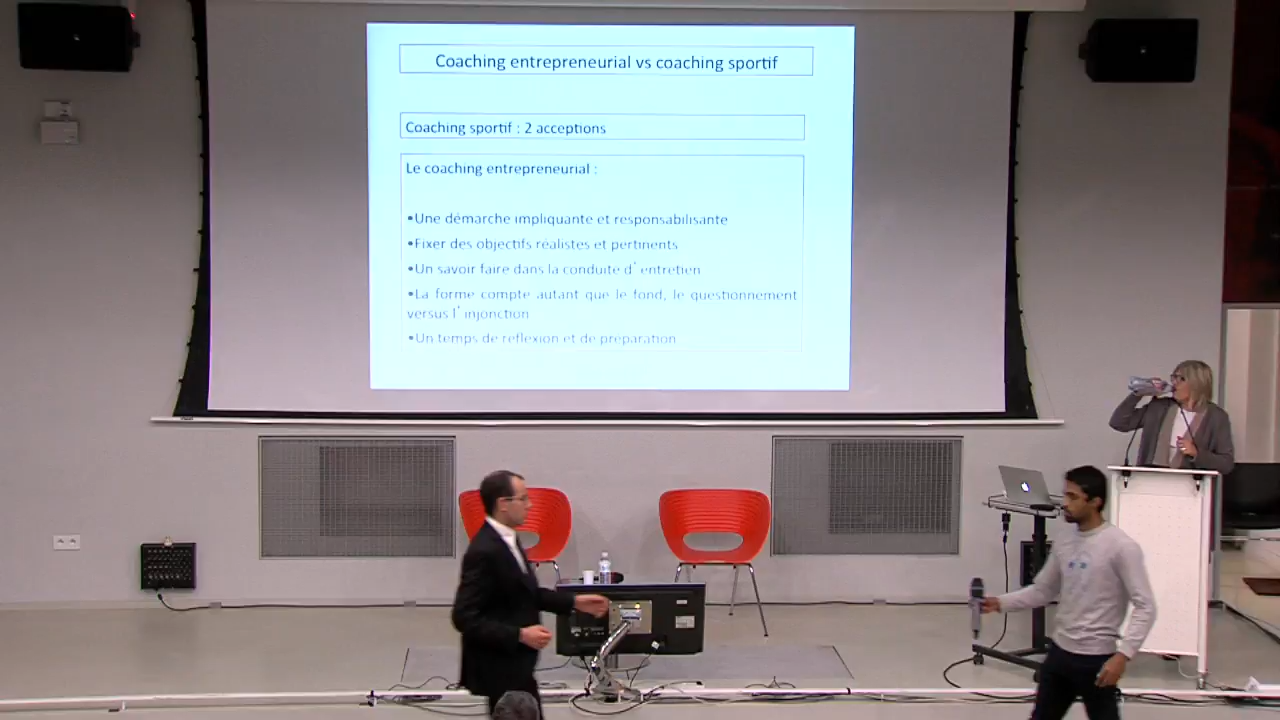 Coaching entrepreneurial vs coaching sportif
Coaching sportif : 2 acceptions
Le coaching entrepreneurial :
•Une démarche impliquante et responsabilisante
•Fixer des objectifs réalistes et pertinents
•Un savoir faire dans la conduite d' entretien
•La forme compte autant que le fond, le questionnement
versus l' injonction
•Un temps de réflexion et de préparation